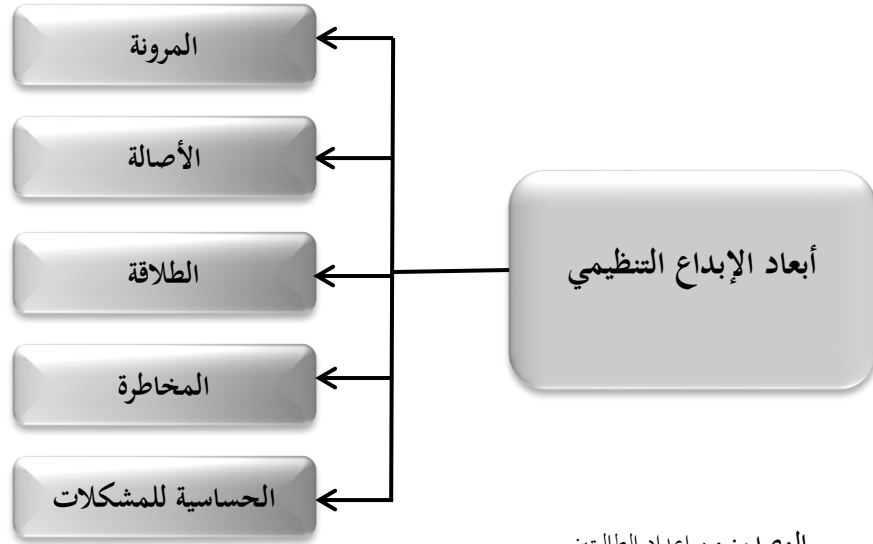 أبعاد الإبداع التنظيمي
المرونة
الأصالة
الطلاقة
المخاطرة
الحساسية للمشكلات